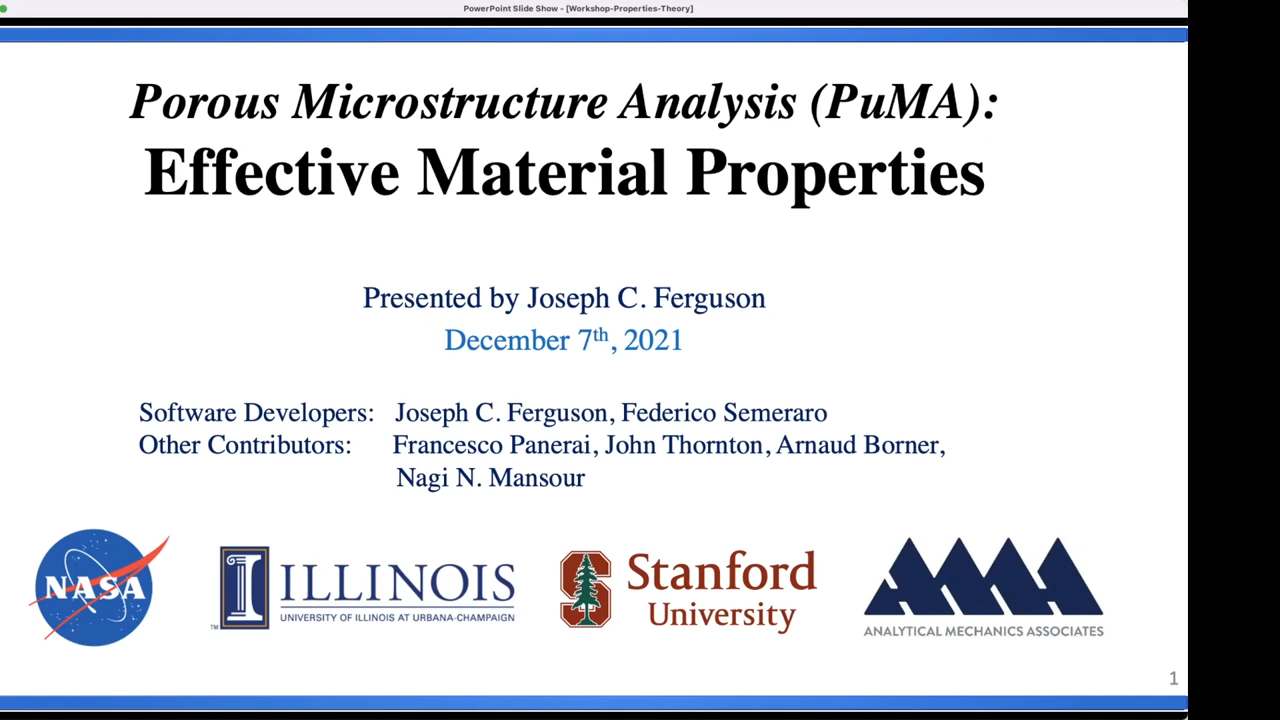 PowerPoint Slide Show - [Workshop-Properties-Theory]
Porous Microstructure Analysis (PuMA):
Effective Material Properties
Presented by Joseph C. Ferguson
December 7th, 2021
Software Developers: Joseph C. Ferguson, Federico Semeraro
Other Contributors: Francesco Panerai, John Thornton, Arnaud Borner,
Nagi N. Mansour
NASA
ILLINOIS
UNIVERSITY OF ILLINOIS AT URBANA-CHAMPAIGN
TM
Stanford
University
AMA
ANALYTICAL MECHANICS ASSOCIATES
1